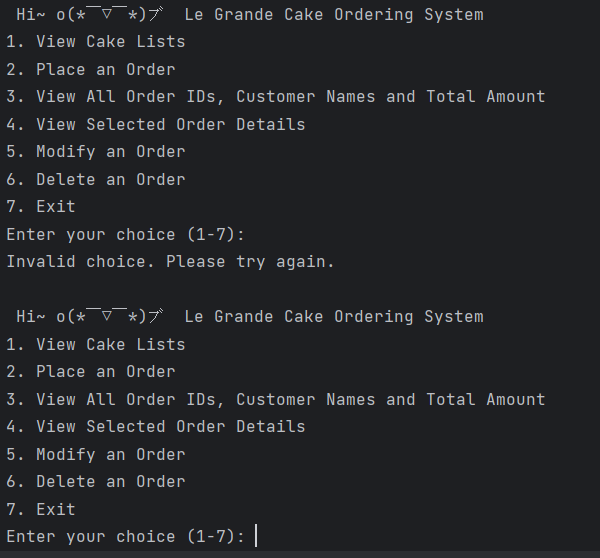 Hi~ o(*￣▽￣*)ブ  Le Grande Cake Ordering System
1. View Cake Lists
2. Place an Order
3. View All Order IDs, Customer Names and Total Amount
4. View Selected Order Details
5. Modify an Order
6. Delete an Order
7. Exit
Enter your choice (1-7):
Invalid choice. Please try again.
Hi~ o(*￣▽￣*)ブ  Le Grande Cake Ordering System
1. View Cake Lists
2. Place an Order
3. View All Order IDs, Customer Names and Total Amount
4. View Selected Order Details
5. Modify an Order
6. Delete an Order
7. Exit
Enter your choice (1-7):